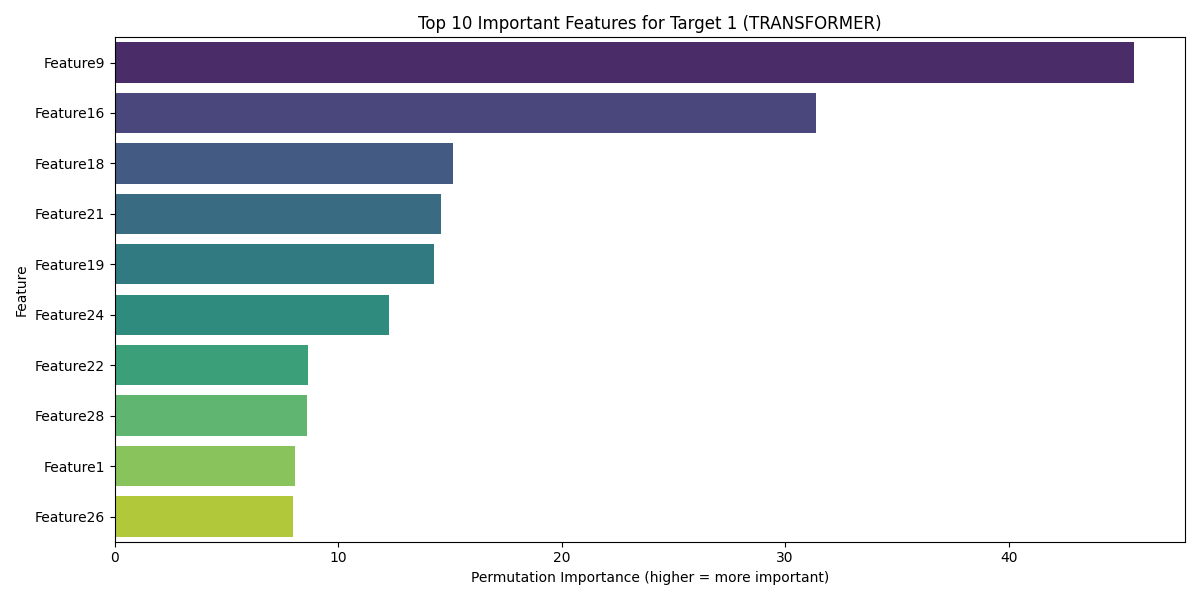 Top 10 Important Features for Target 1 (TRANSFORMER)
Feature
Feature9
Feature16
Feature18
Feature21
Feature19
Feature24
Feature22
Feature28
Feature1
Feature26
0 10 20 30 40
Permutation Importance (higher = more important)